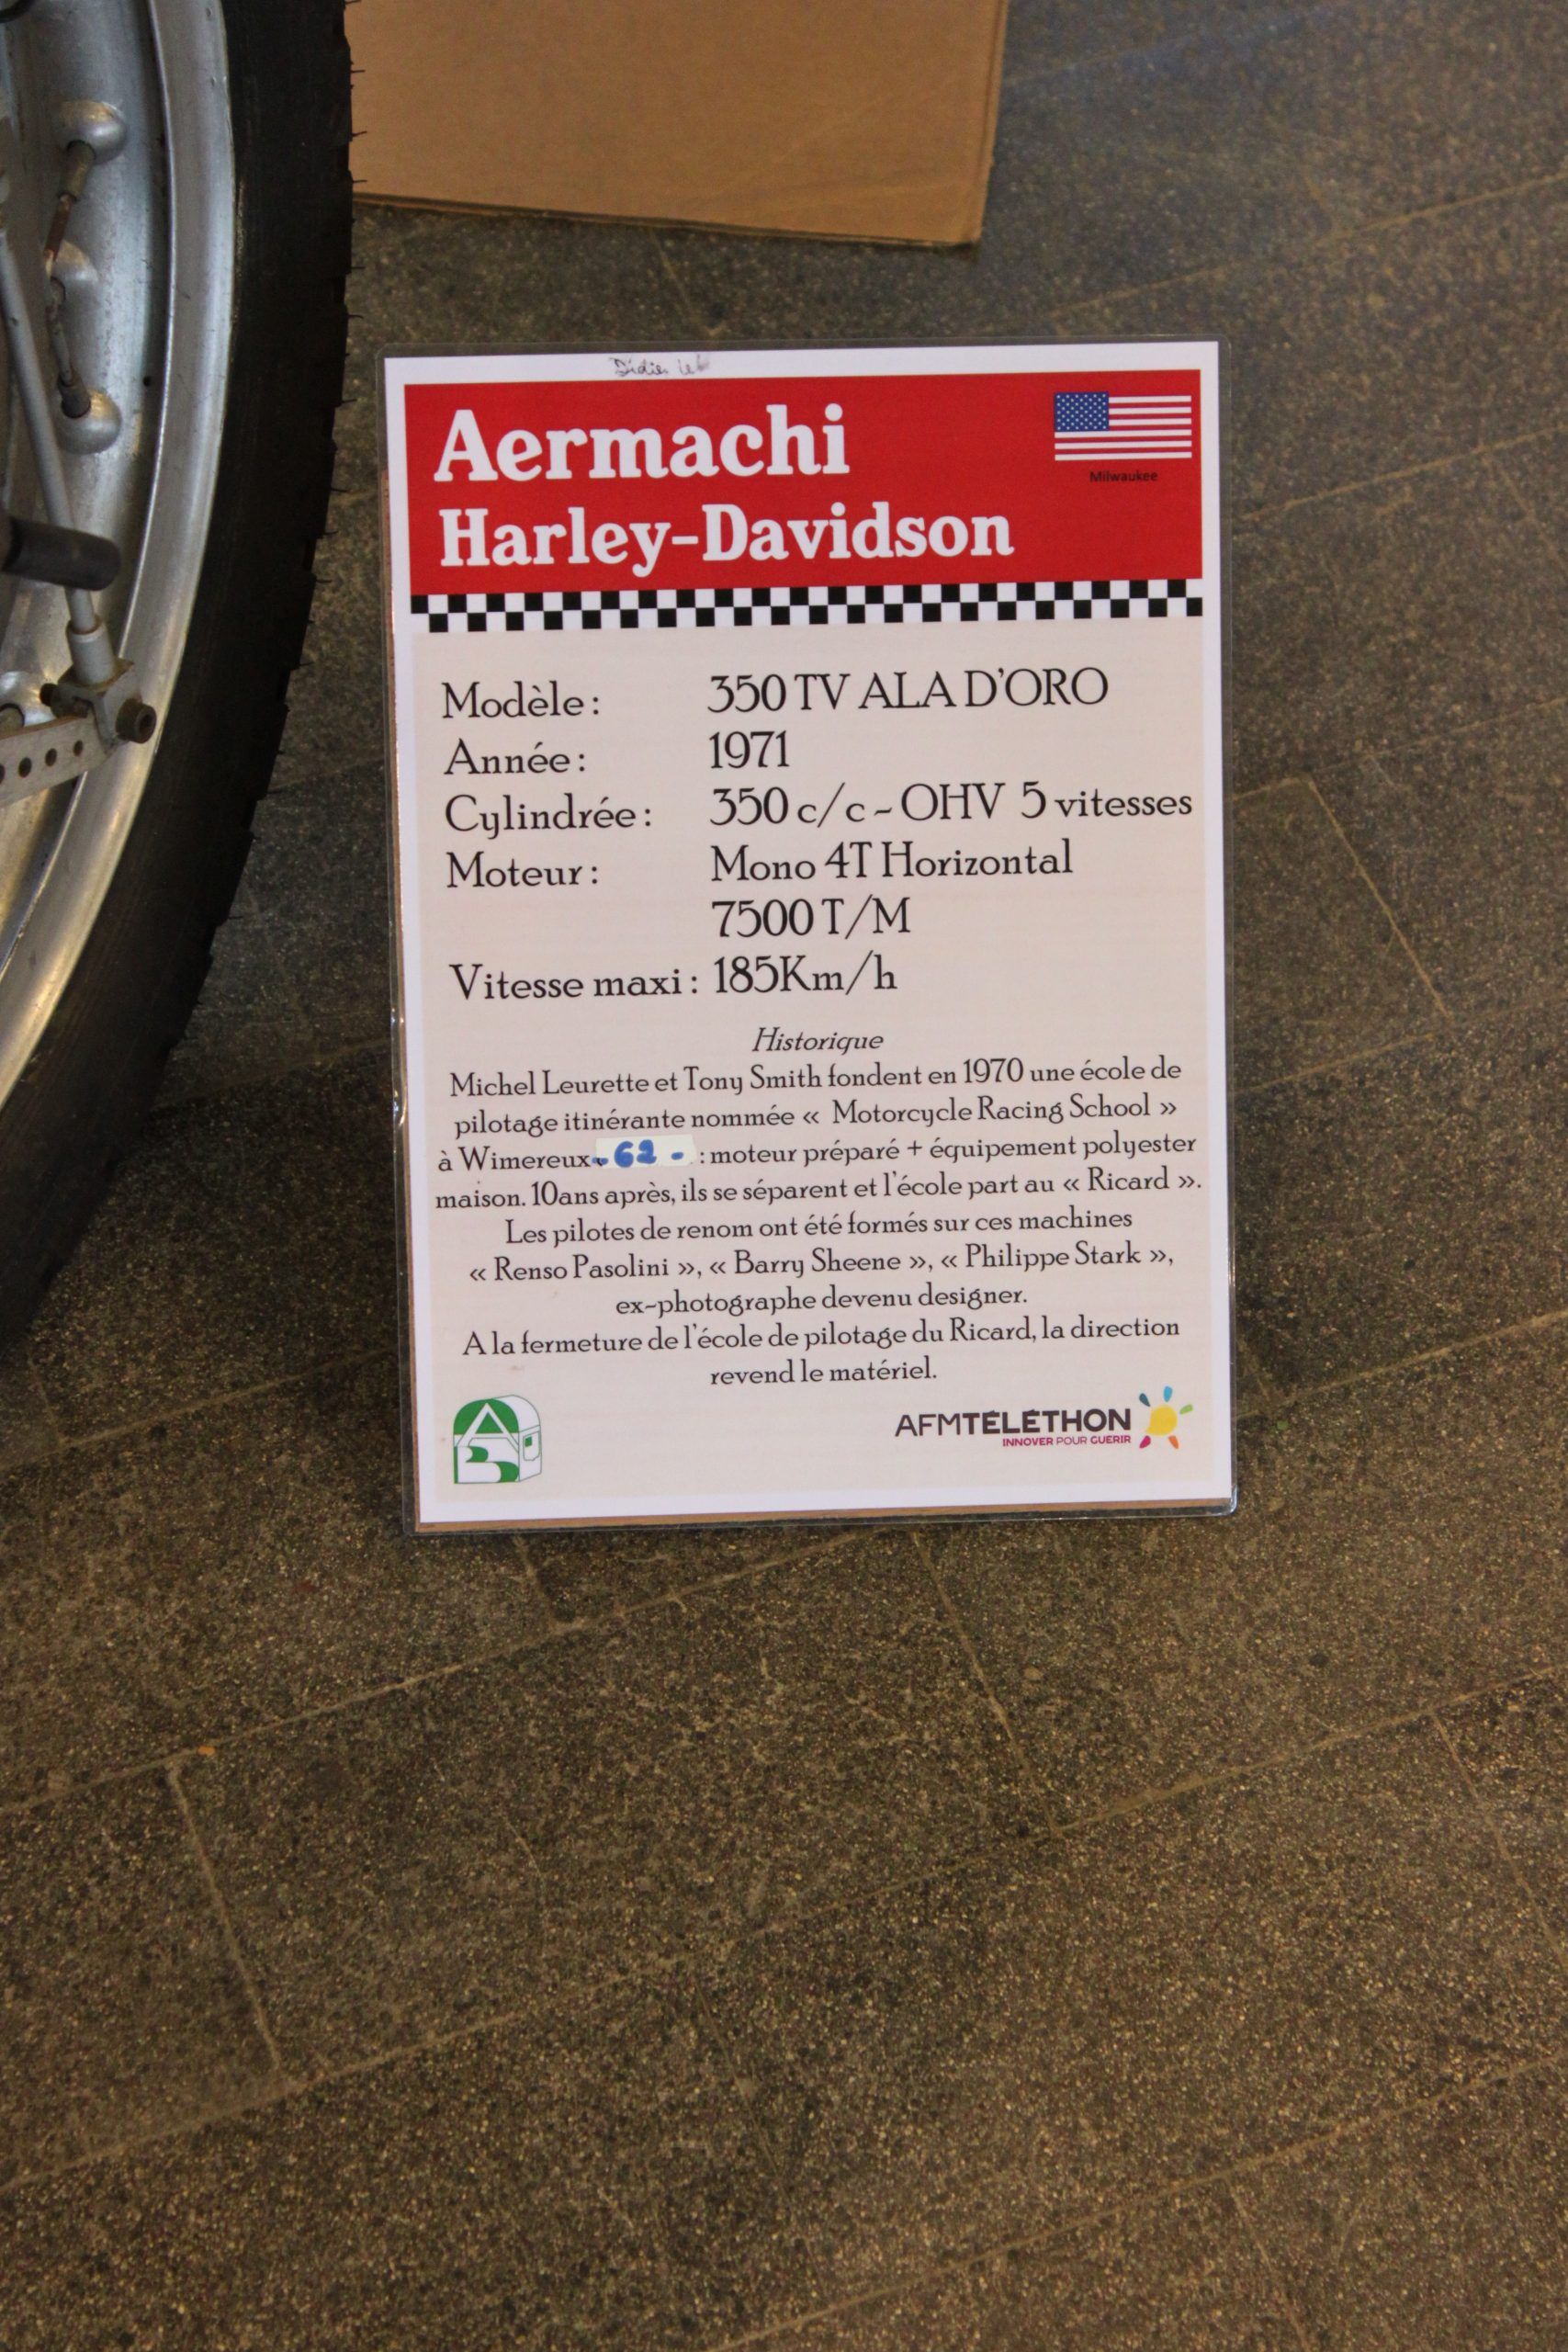 Didier
Aermachi
Harley-Davidson
Milwaukee
Modèle: 350 TV ALA D'ORO
Année: 1971
Cylindrée: 350 c/c - OHV 5 vitesses
Moteur: Mono 4T Horizontal
7500 T/M
Vitesse maxi: 185Km/h
Historique
Michel Leurette et Tony Smith fondent en 1970 une école de
pilotage itinérante nommée « Motorcycle Racing School »
à Wimereux - 62 - : moteur préparé + équipement polyester
maison. 10ans après, ils se séparent et l'école part au « Ricard ».
Les pilotes de renom ont été formés sur ces machines
« Renso Pasolini », « Barry Sheene », « Philippe Stark »,
ex-photographe devenu designer.
A la fermeture de l'école de pilotage du Ricard, la direction
revend le matériel.
AFMTÉLÉTHON
INNOVER POUR GUÉRIR